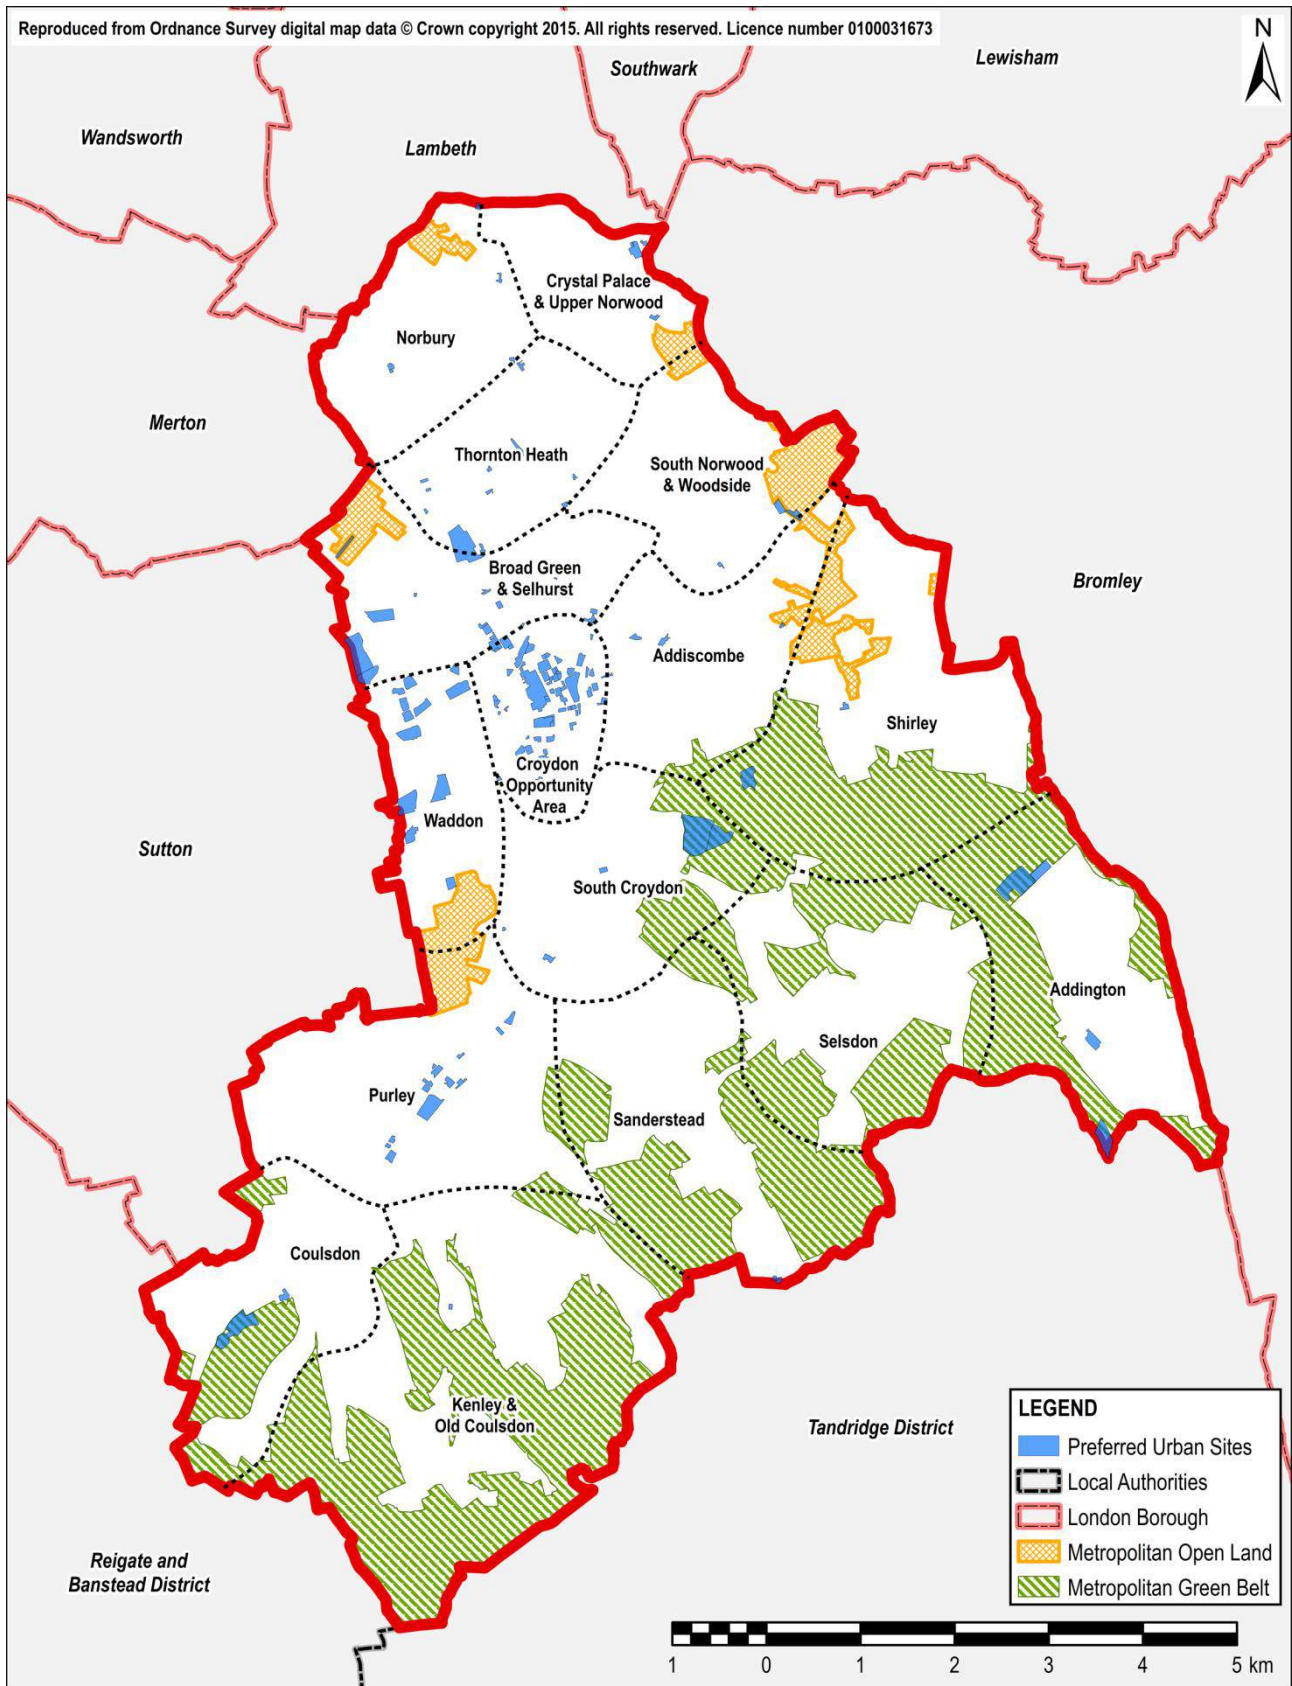 Reproduced from Ordnance Survey digital map data © Crown copyright 2015. All rights reserved. Licence number 0100031673
N
Lewisham
Southwark
Wandsworth
Lambeth
Crystal Palace
& Upper Norwood
Norbury
Merton
Thornton Heath
South Norwood
& Woodside
Broad Green
& Selhurst
Bromley
Addiscombe
Shirley
Croydon
Opportunity
Area
Waddon
Sutton
South Croydon
Addington
Selsdon
Purley
Sanderstead
Coulsdon
Kenley &
Old Coulsdon
Tandridge District
Reigate and
Banstead District
LEGEND
Preferred Urban Sites
Local Authorities
London Borough
Metropolitan Open Land
Metropolitan Green Belt
1 0 1 2 3 4 5 km